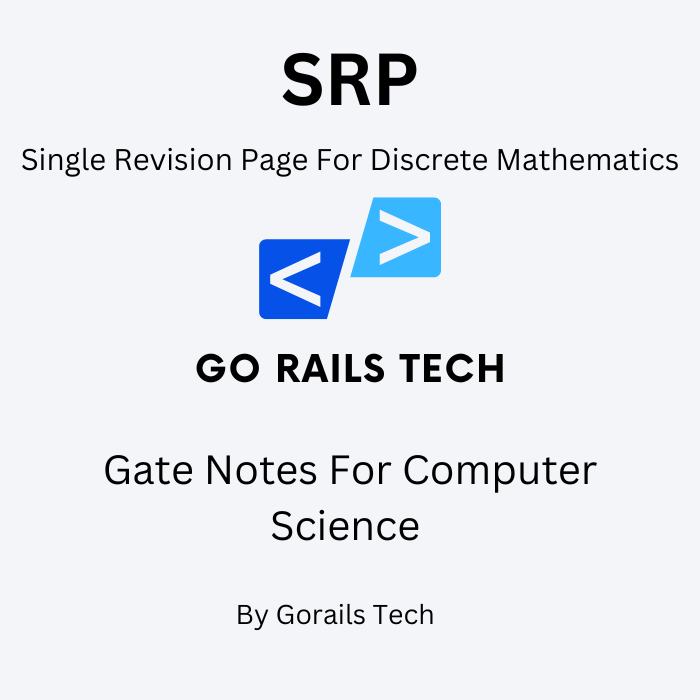 SRP
Single Revision Page For Discrete Mathematics
< >
GO RAILS TECH
Gate Notes For Computer
Science
By Gorails Tech